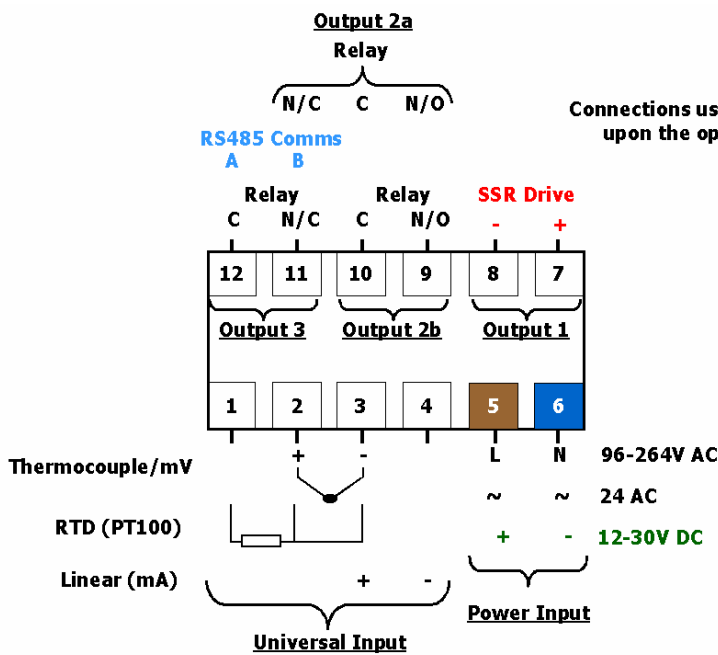 Output 2a
Relay
N/C C N/O
Connections us
upon the op
RS485 Comms
A B
Relay Relay SSR Drive
C N/C C N/O - +
12 11 10 9 8 7
Output 3 Output 2b Output 1
1 2 3 4 5 6
+ - L N 96-264V AC
Thermocouple/mV
~ ~ 24 AC
RTD (PT100)
+ - 12-30V DC
Linear (mA) + -
Power Input
Universal Input